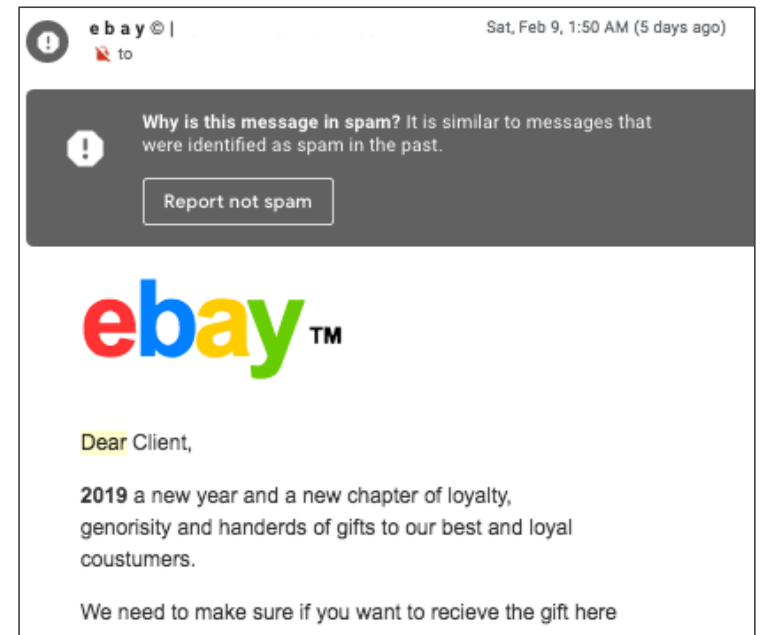 e b a y © |
Sat, Feb 9, 1:50 AM (5 days ago)
to
Why is this message in spam? It is similar to messages that
were identified as spam in the past.
Report not spam
ebay™
Dear Client,
2019 a new year and a new chapter of loyalty,
genorisity and handerds of gifts to our best and loyal
coustumers.
We need to make sure if you want to recieve the gift here